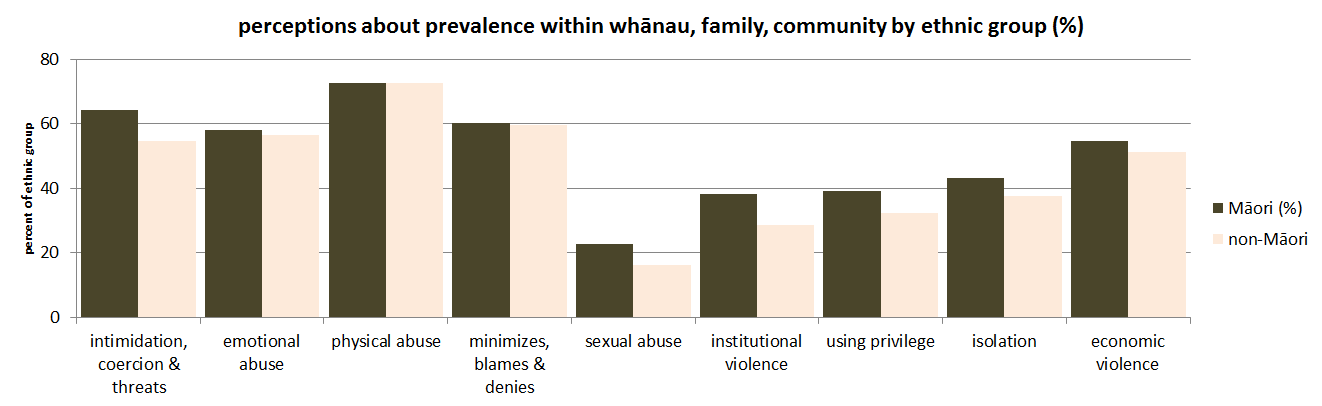 perceptions about prevalence within whānau, family, community by ethnic group (%)
percent of ethnic group
80
60
40
20
0
intimidation,
coercion &
threats
emotional
abuse
physical abuse
minimizes,
blames &
denies
sexual abuse
institutional
violence
using privilege
isolation
economic
violence
Māori (%)
non-Māori